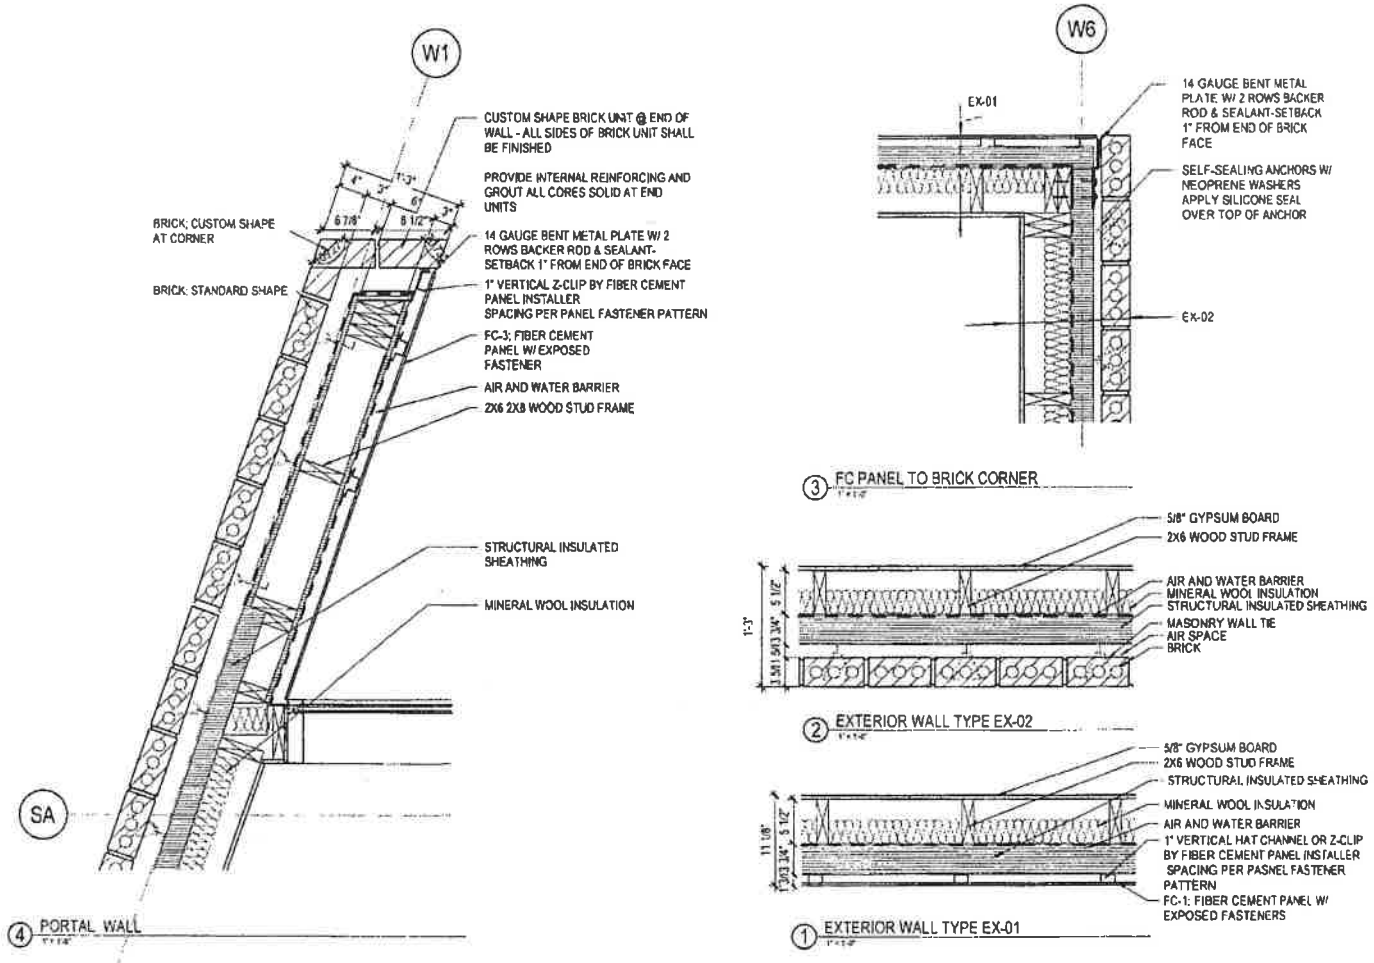 W1
CUSTOM SHAPE BRICK UNIT @ END OF
WALL - ALL SIDES OF BRICK UNIT SHALL
BE FINISHED
PROVIDE INTERNAL REINFORCING AND
GROUT ALL CORES SOLID AT END
UNITS
1'-3"
4"
3"
6"
3"
6 7/8"
8 1/2"
BRICK; CUSTOM SHAPE
AT CORNER
14 GAUGE BENT METAL PLATE W/ 2
ROWS BACKER ROD & SEALANT-
SETBACK 1" FROM END OF BRICK FACE
BRICK: STANDARD SHAPE
1" VERTICAL Z-CLIP BY FIBER CEMENT
PANEL INSTALLER
SPACING PER PANEL FASTENER PATTERN
FC-3; FIBER CEMENT
PANEL W/ EXPOSED
FASTENER
AIR AND WATER BARRIER
2X6 2X8 WOOD STUD FRAME
STRUCTURAL INSULATED
SHEATHING
MINERAL WOOL INSULATION
SA
4 PORTAL WALL
W6
EX-01
14 GAUGE BENT METAL
PLATE W/ 2 ROWS BACKER
ROD & SEALANT-SETBACK
1" FROM END OF BRICK
FACE
SELF-SEALING ANCHORS W/
NEOPRENE WASHERS
APPLY SILICONE SEAL
OVER TOP OF ANCHOR
EX-02
3 FC PANEL TO BRICK CORNER
5/8" GYPSUM BOARD
2X6 WOOD STUD FRAME
AIR AND WATER BARRIER
MINERAL WOOL INSULATION
STRUCTURAL INSULATED SHEATHING
MASONRY WALL TIE
AIR SPACE
BRICK
1'-3"
5 1/2"
2 EXTERIOR WALL TYPE EX-02
5/8" GYPSUM BOARD
2X6 WOOD STUD FRAME
STRUCTURAL INSULATED SHEATHING
MINERAL WOOL INSULATION
AIR AND WATER BARRIER
1" VERTICAL HAT CHANNEL OR Z-CLIP
BY FIBER CEMENT PANEL INSTALLER
SPACING PER PASNEL FASTENER
PATTERN
FC-1; FIBER CEMENT PANEL W/
EXPOSED FASTENERS
11 1/8"
5 1/2"
1 EXTERIOR WALL TYPE EX-01